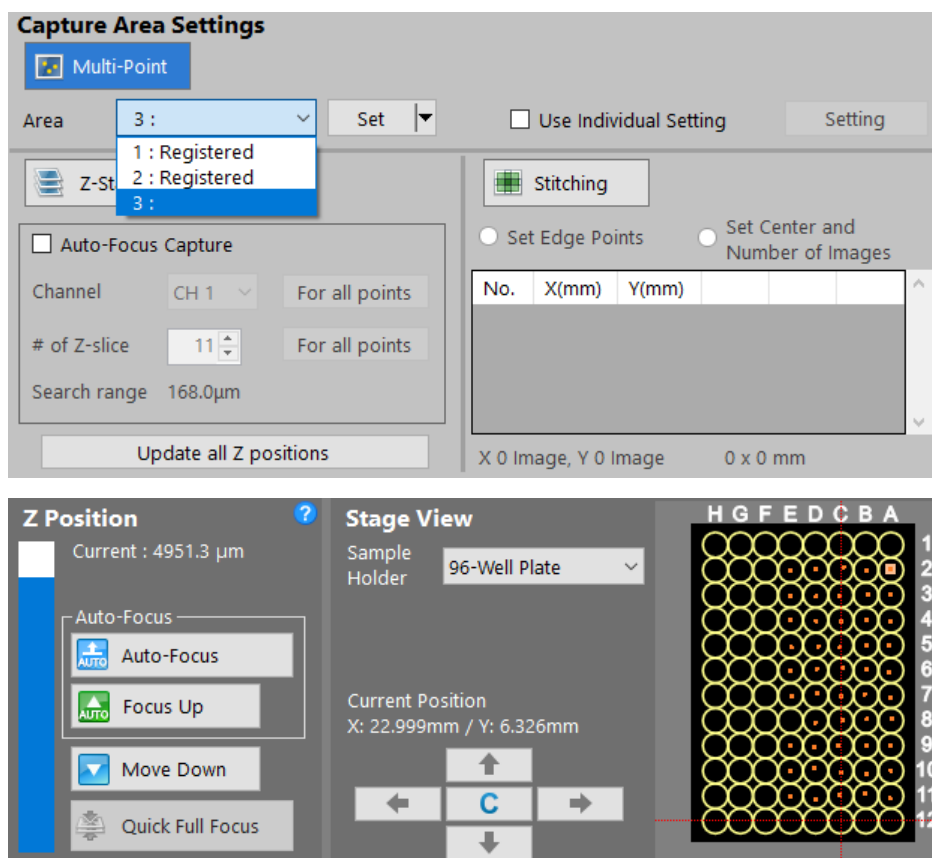 Capture Area Settings
Multi-Point
Area 3 : Set Use Individual Setting Setting
1 : Registered
2 : Registered
3 :
Z-St
Stitching
Auto-Focus Capture
Set Edge Points
Set Center and Number of Images
Channel CH 1 For all points
No. X(mm) Y(mm)
# of Z-slice 11 For all points
Search range 168.0µm
Update all Z positions
X 0 Image, Y 0 Image 0 x 0 mm
Z Position ?
Current : 4951.3 µm
Auto-Focus
AUTO Auto-Focus
AUTO Focus Up
Move Down
Quick Full Focus
Stage View
Sample Holder 96-Well Plate
Current Position
X: 22.999mm / Y: 6.326mm
C
H G F E D C B A
1
2
3
4
5
6
7
8
9
10
11
12